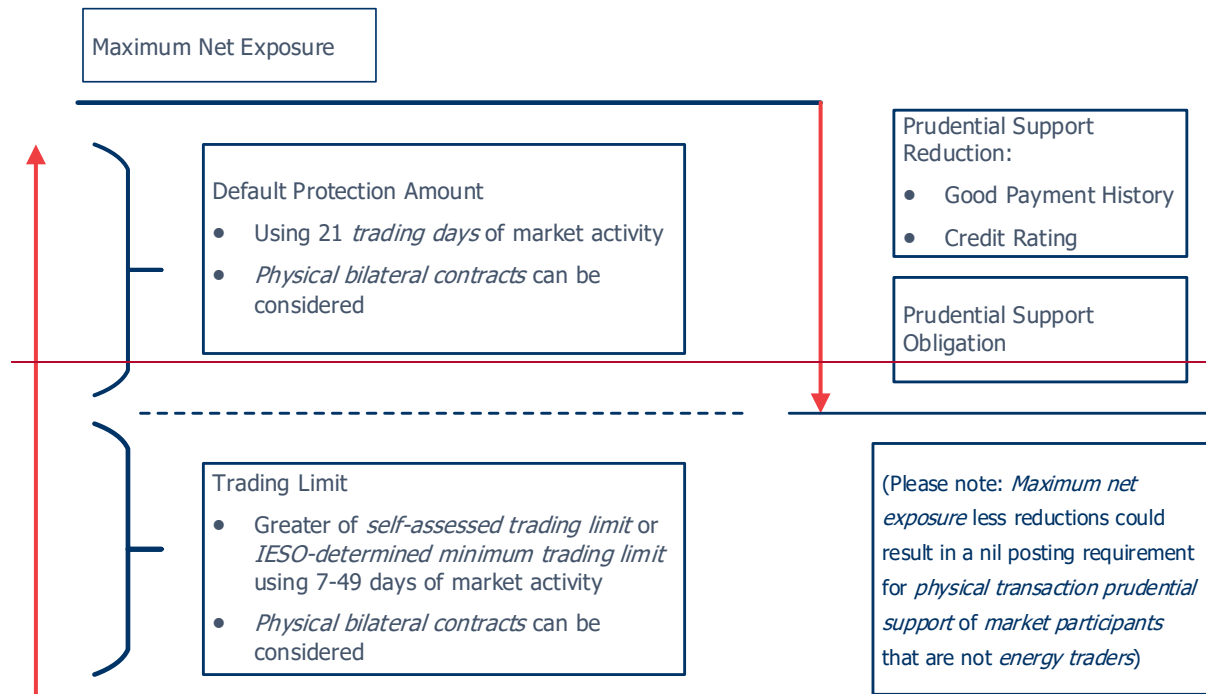 Maximum Net Exposure
Default Protection Amount
• Using 21 trading days of market activity
• Physical bilateral contracts can be
considered
Trading Limit
• Greater of self-assessed trading limit or
IESO-determined minimum trading limit
using 7-49 days of market activity
• Physical bilateral contracts can be
considered
Prudential Support
Reduction:
• Good Payment History
• Credit Rating
Prudential Support
Obligation
(Please note: Maximum net
exposure less reductions could
result in a nil posting requirement
for physical transaction prudential
support of market participants
that are not energy traders)